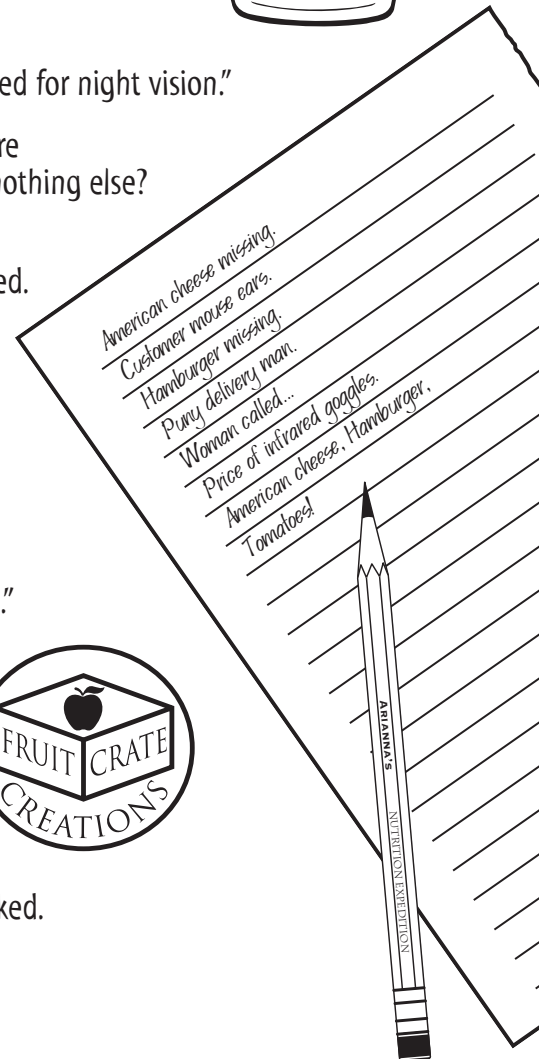 ed for night vision.”
re
nothing else?
ed.
American cheese missing.
Customer mouse ears.
Hamburger missing.
Puny delivery man.
Woman called...
Price of infrared goggles.
American cheese, Hamburger,
Tomatoes!
.”
FRUIT CRATE
CREATIONS
ARIANNA'S NUTRITION EXPEDITION
ked.